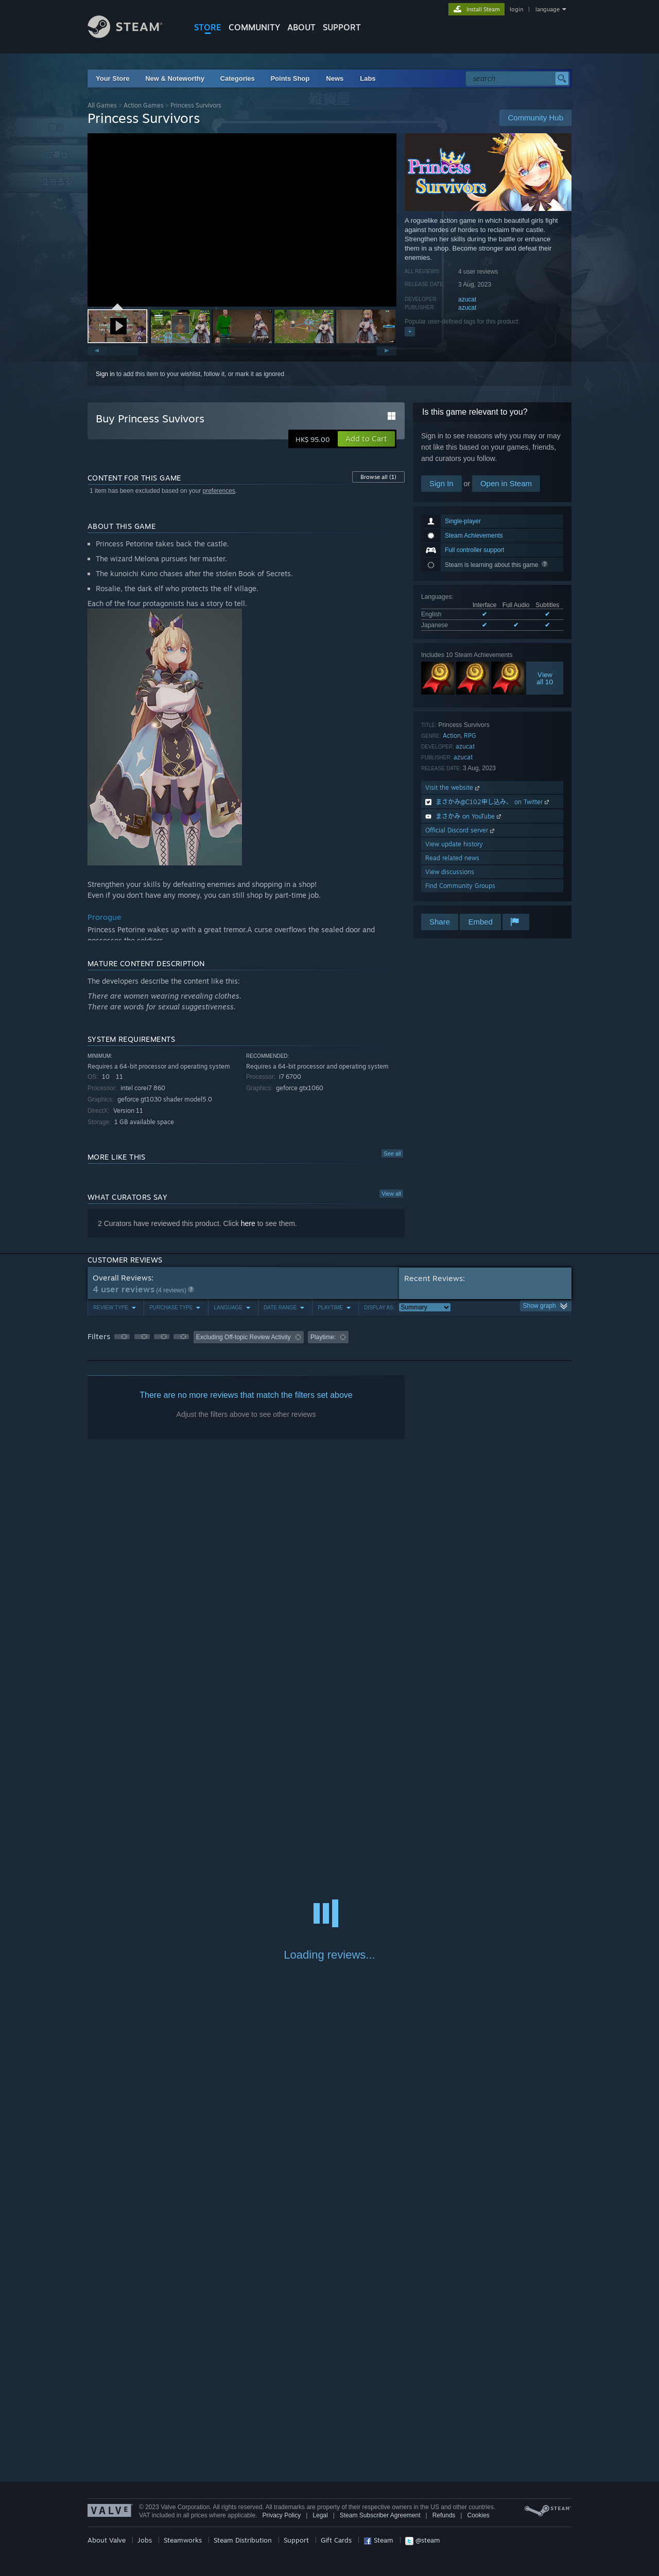 Install Steam
login | language
STEAM®
STORE COMMUNITY ABOUT SUPPORT
Your Store New & Noteworthy Categories Points Shop News Labs
search
All Games > Action Games > Princess Survivors
Princess Survivors
Community Hub
Princess Survivors
A roguelike action game in which beautiful girls fight against hordes of hordes to reclaim their castle. Strengthen her skills during the battle or enhance them in a shop. Become stronger and defeat their enemies.
ALL REVIEWS: 4 user reviews
RELEASE DATE: 3 Aug, 2023
DEVELOPER: azucat
PUBLISHER: azucat
Popular user-defined tags for this product:
+
Sign in to add this item to your wishlist, follow it, or mark it as ignored
Buy Princess Suvivors
HK$ 95.00
Add to Cart
CONTENT FOR THIS GAME
Browse all (1)
1 item has been excluded based on your preferences.
ABOUT THIS GAME
Princess Petorine takes back the castle.
The wizard Melona pursues her master.
The kunoichi Kuno chases after the stolen Book of Secrets.
Rosalie, the dark elf who protects the elf village.
Each of the four protagonists has a story to tell.
Strengthen your skills by defeating enemies and shopping in a shop!
Even if you don't have any money, you can still shop by part-time job.
Prorogue
Princess Petorine wakes up with a great tremor.A curse overflows the sealed door and
possesses the soldiers
MATURE CONTENT DESCRIPTION
The developers describe the content like this:
There are women wearing revealing clothes.
There are words for sexual suggestiveness.
SYSTEM REQUIREMENTS
MINIMUM:
Requires a 64-bit processor and operating system
OS: 10 11
Processor: intel corei7 860
Graphics: geforce gt1030 shader model5.0
DirectX: Version 11
Storage: 1 GB available space
RECOMMENDED:
Requires a 64-bit processor and operating system
Processor: i7 6700
Graphics: geforce gtx1060
MORE LIKE THIS
See all
WHAT CURATORS SAY
View all
2 Curators have reviewed this product. Click here to see them.
Is this game relevant to you?
Sign in to see reasons why you may or may not like this based on your games, friends, and curators you follow.
Sign In or Open in Steam
Single-player
Steam Achievements
Full controller support
Steam is learning about this game ?
Languages:
Interface Full Audio Subtitles
English ✔ ✔
Japanese ✔ ✔ ✔
Includes 10 Steam Achievements
View
all 10
TITLE: Princess Survivors
GENRE: Action, RPG
DEVELOPER: azucat
PUBLISHER: azucat
RELEASE DATE: 3 Aug, 2023
Visit the website
まさかみ@C102申し込み、 on Twitter
まさかみ on YouTube
Official Discord server
View update history
Read related news
View discussions
Find Community Groups
Share Embed
CUSTOMER REVIEWS
Overall Reviews:
4 user reviews (4 reviews) ?
Recent Reviews:
REVIEW TYPE PURCHASE TYPE LANGUAGE DATE RANGE PLAYTIME DISPLAY AS: Summary
Show graph
Filters Excluding Off-topic Review Activity Playtime:
There are no more reviews that match the filters set above
Adjust the filters above to see other reviews
Loading reviews...
VALVE
© 2023 Valve Corporation. All rights reserved. All trademarks are property of their respective owners in the US and other countries.
VAT included in all prices where applicable. Privacy Policy | Legal | Steam Subscriber Agreement | Refunds | Cookies
STEAM
About Valve | Jobs | Steamworks | Steam Distribution | Support | Gift Cards | Steam | @steam